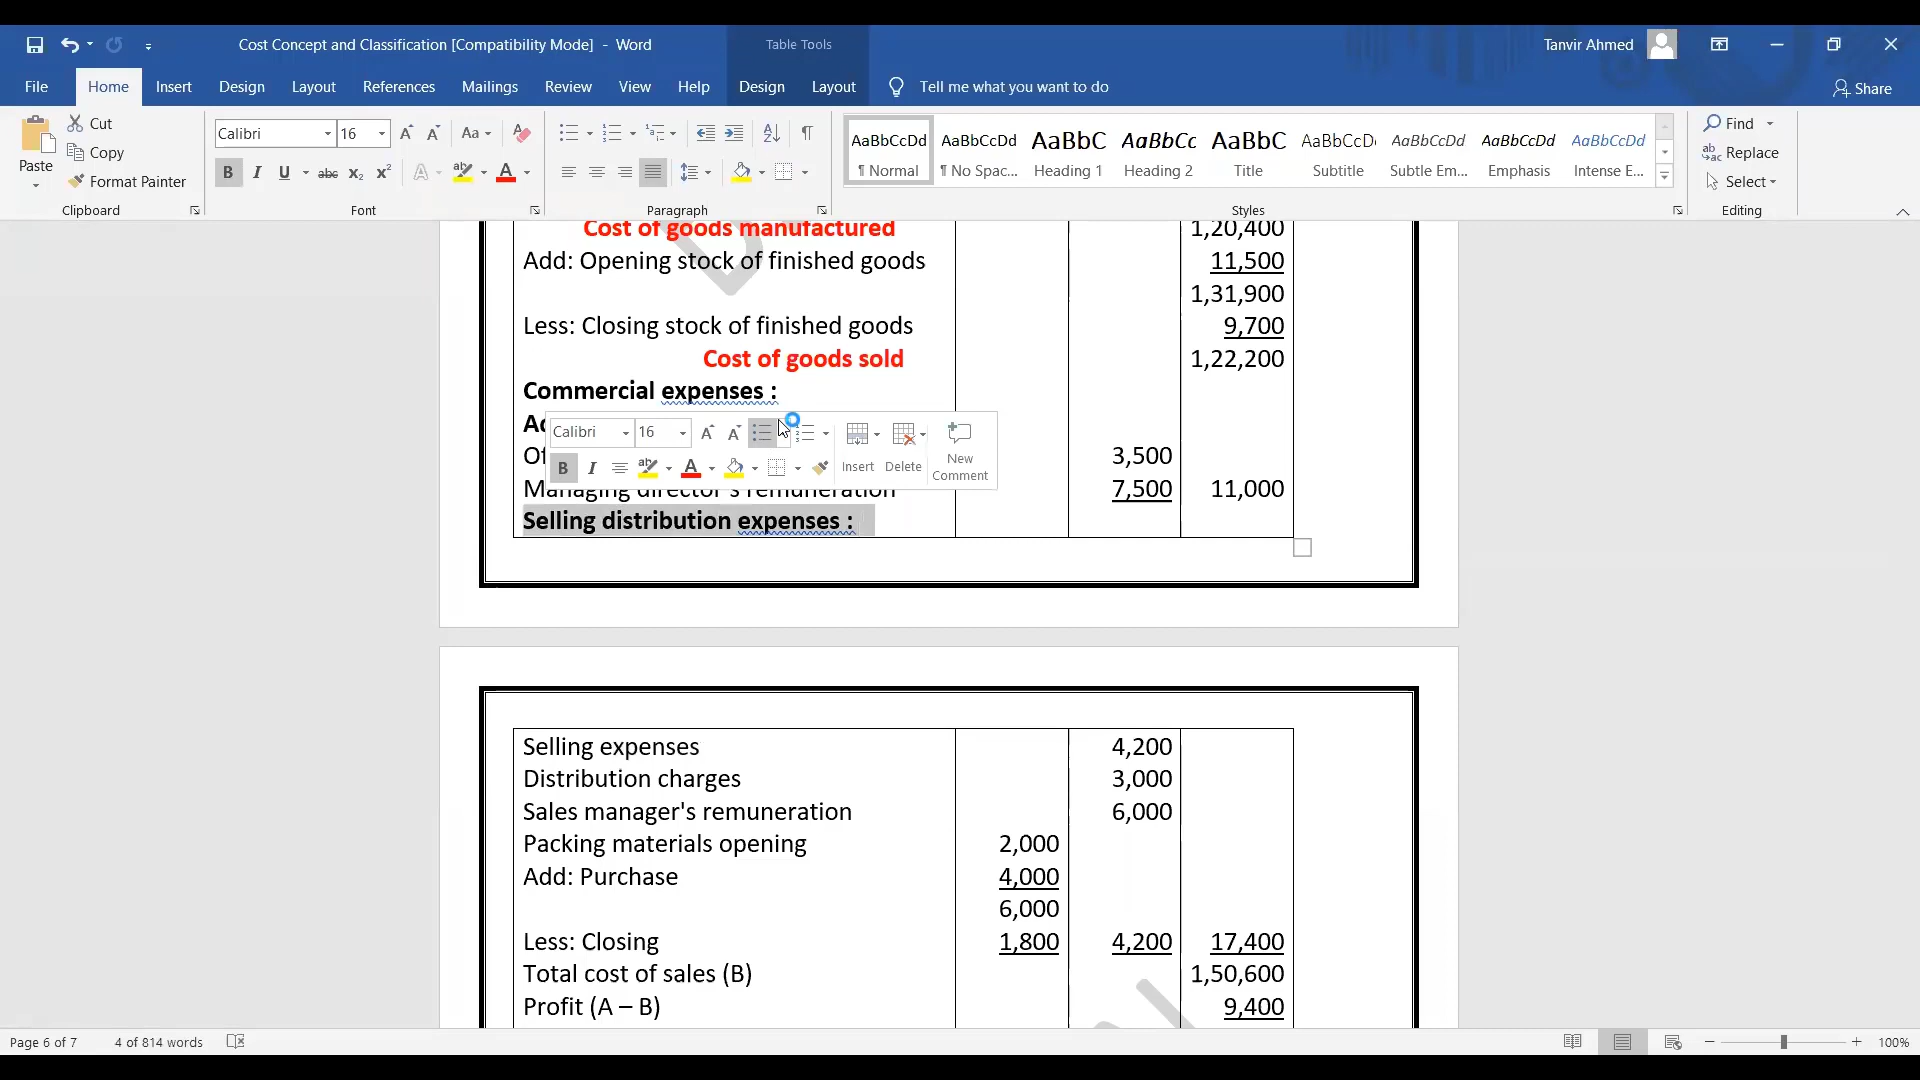 Cost Concept and Classification [Compatibility Mode] - Word
Table Tools
Tanvir Ahmed
File Home Insert Design Layout References Mailings Review View Help Design Layout Tell me what you want to do Share
Paste
Cut
Copy
Format Painter
Clipboard
Calibri 16
Font
Paragraph
AaBbCcDd AaBbCcDd AaBbC AaBbCc AaBbC AaBbCcD AaBbCcDd AaBbCcDd AaBbCcDd
¶ Normal ¶ No Spac... Heading 1 Heading 2 Title Subtitle Subtle Em... Emphasis Intense E...
Styles
Find
Replace
Select
Editing
Cost of goods manufactured 1,20,400
Add: Opening stock of finished goods 11,500
1,31,900
Less: Closing stock of finished goods 9,700
Cost of goods sold 1,22,200
Commercial expenses :
3,500
Managing director's remuneration 7,500 11,000
Selling distribution expenses :
Calibri 16
Insert Delete New Comment
Selling expenses 4,200
Distribution charges 3,000
Sales manager's remuneration 6,000
Packing materials opening 2,000
Add: Purchase 4,000
6,000
Less: Closing 1,800 4,200 17,400
Total cost of sales (B) 1,50,600
Profit (A – B) 9,400
Page 6 of 7 4 of 814 words 100%